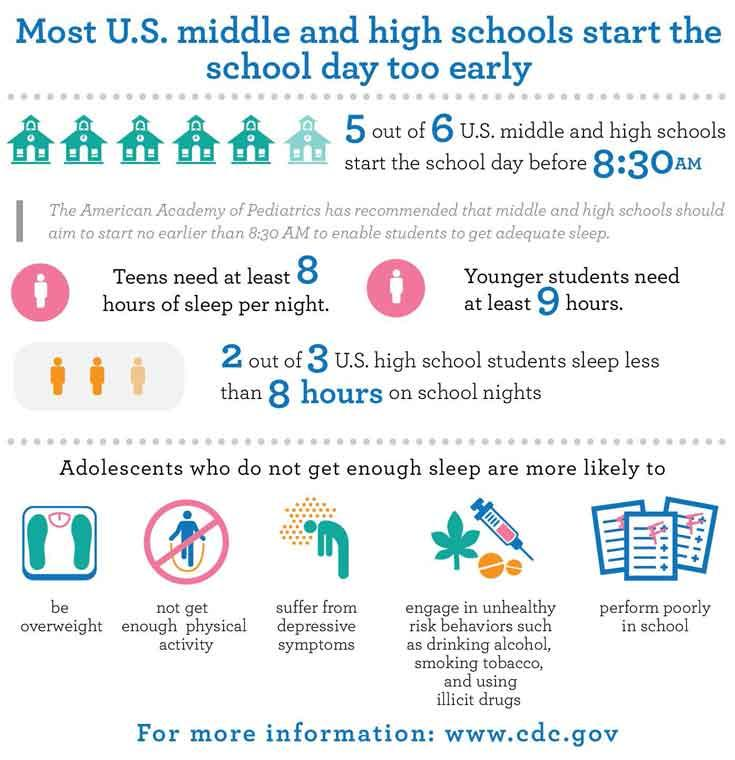 Most U.S. middle and high schools start the
school day too early
5 out of 6 U.S. middle and high schools
start the school day before 8:30 AM
The American Academy of Pediatrics has recommended that middle and high schools should
aim to start no earlier than 8:30 AM to enable students to get adequate sleep.
Teens need at least 8
hours of sleep per night.
Younger students need
at least 9 hours.
2 out of 3 U.S. high school students sleep less
than 8 hours on school nights
Adolescents who do not get enough sleep are more likely to
be
overweight
not get
enough physical
activity
suffer from
depressive
symptoms
engage in unhealthy
risk behaviors such
as drinking alcohol,
smoking tobacco,
and using
illicit drugs
F F F
perform poorly
in school
For more information: www.cdc.gov